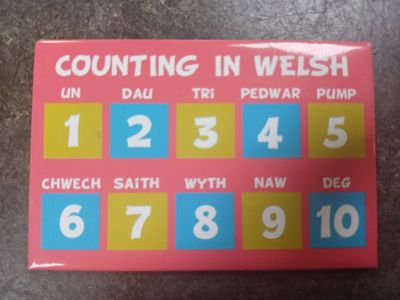 COUNTING IN WELSH
UN DAU TRI PEDWAR PUMP
1 2 3 4 5
CHWECH SAITH WYTH NAW DEG
6 7 8 9 10